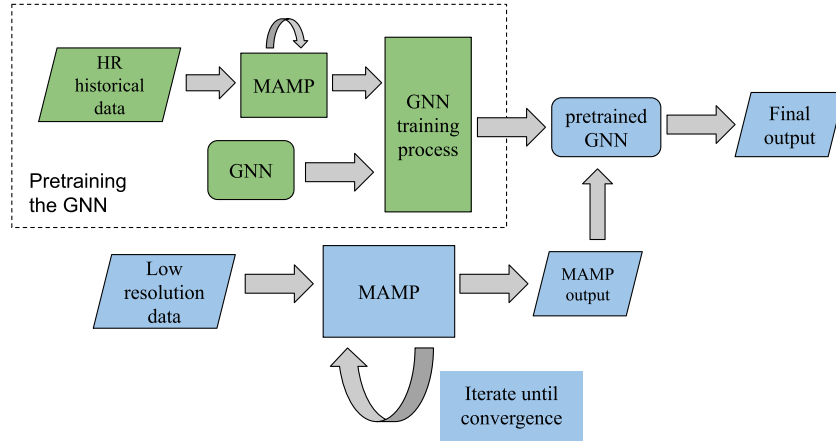 HR
historical
data
MAMP
GNN
training
process
GNN
Pretraining
the GNN
pretrained
GNN
Final
output
Low
resolution
data
MAMP
MAMP
output
Iterate until
convergence